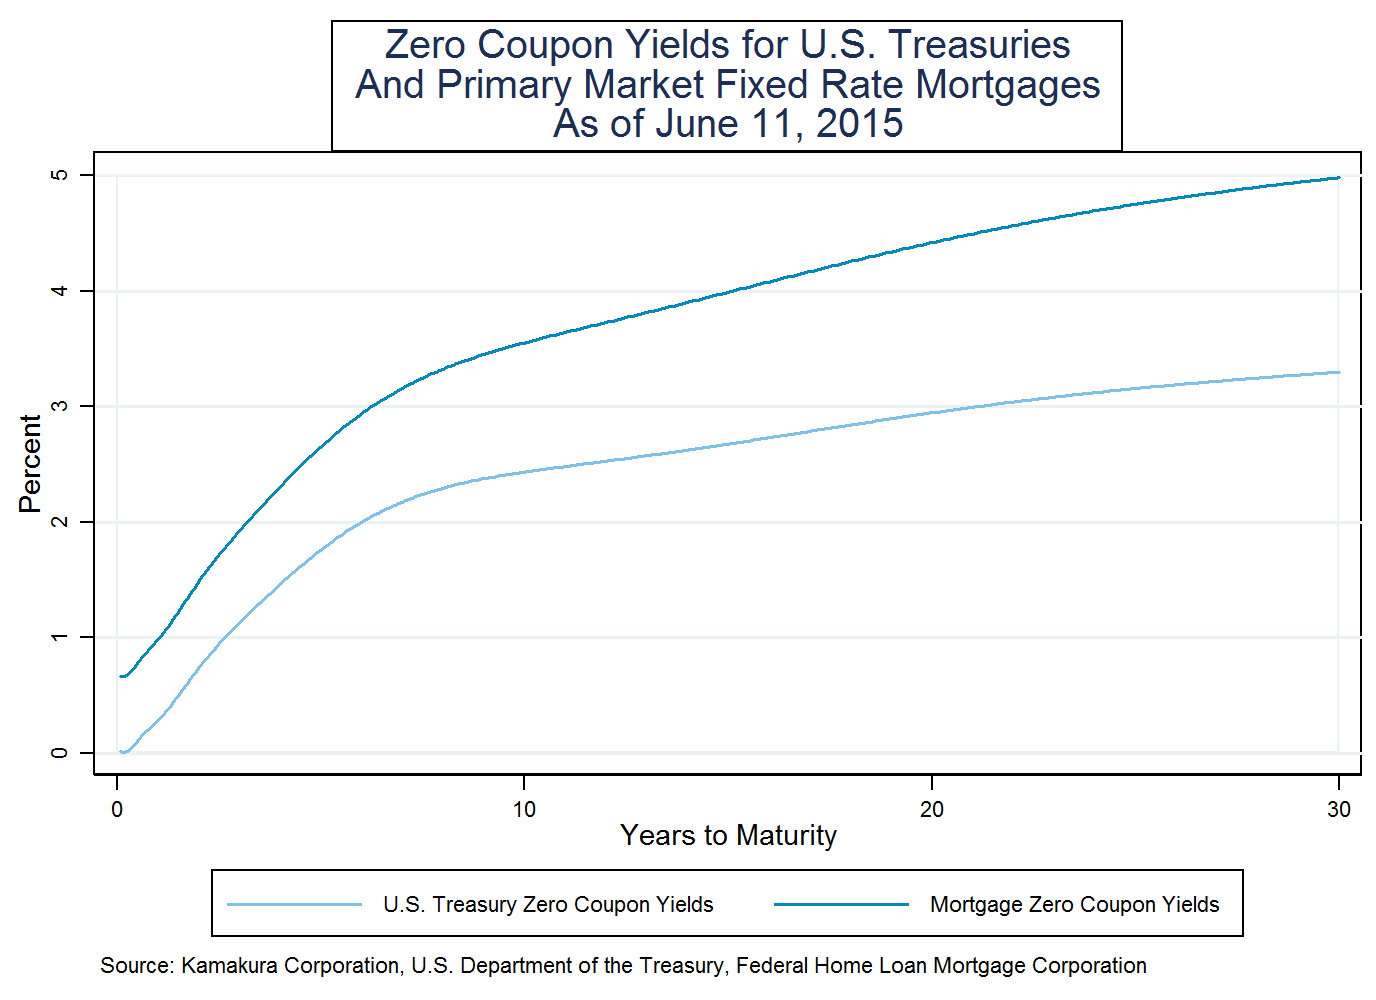 Zero Coupon Yields for U.S. Treasuries
And Primary Market Fixed Rate Mortgages
As of June 11, 2015
5
4
3
2
1
0
Percent
0 10 20 30
Years to Maturity
U.S. Treasury Zero Coupon Yields Mortgage Zero Coupon Yields
Source: Kamakura Corporation, U.S. Department of the Treasury, Federal Home Loan Mortgage Corporation